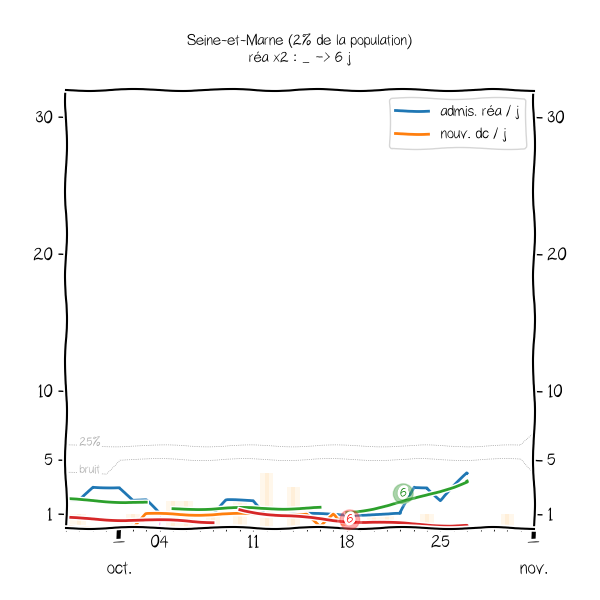 Seine-et-Marne (2% de la population)
réa x2 : _ -> 6 j
admis. réa / j
nouv. dc / j
30
30
20
20
10
10
25%
5
5
bruit
6
6
1
1
04
11
18
25
oct.
nov.